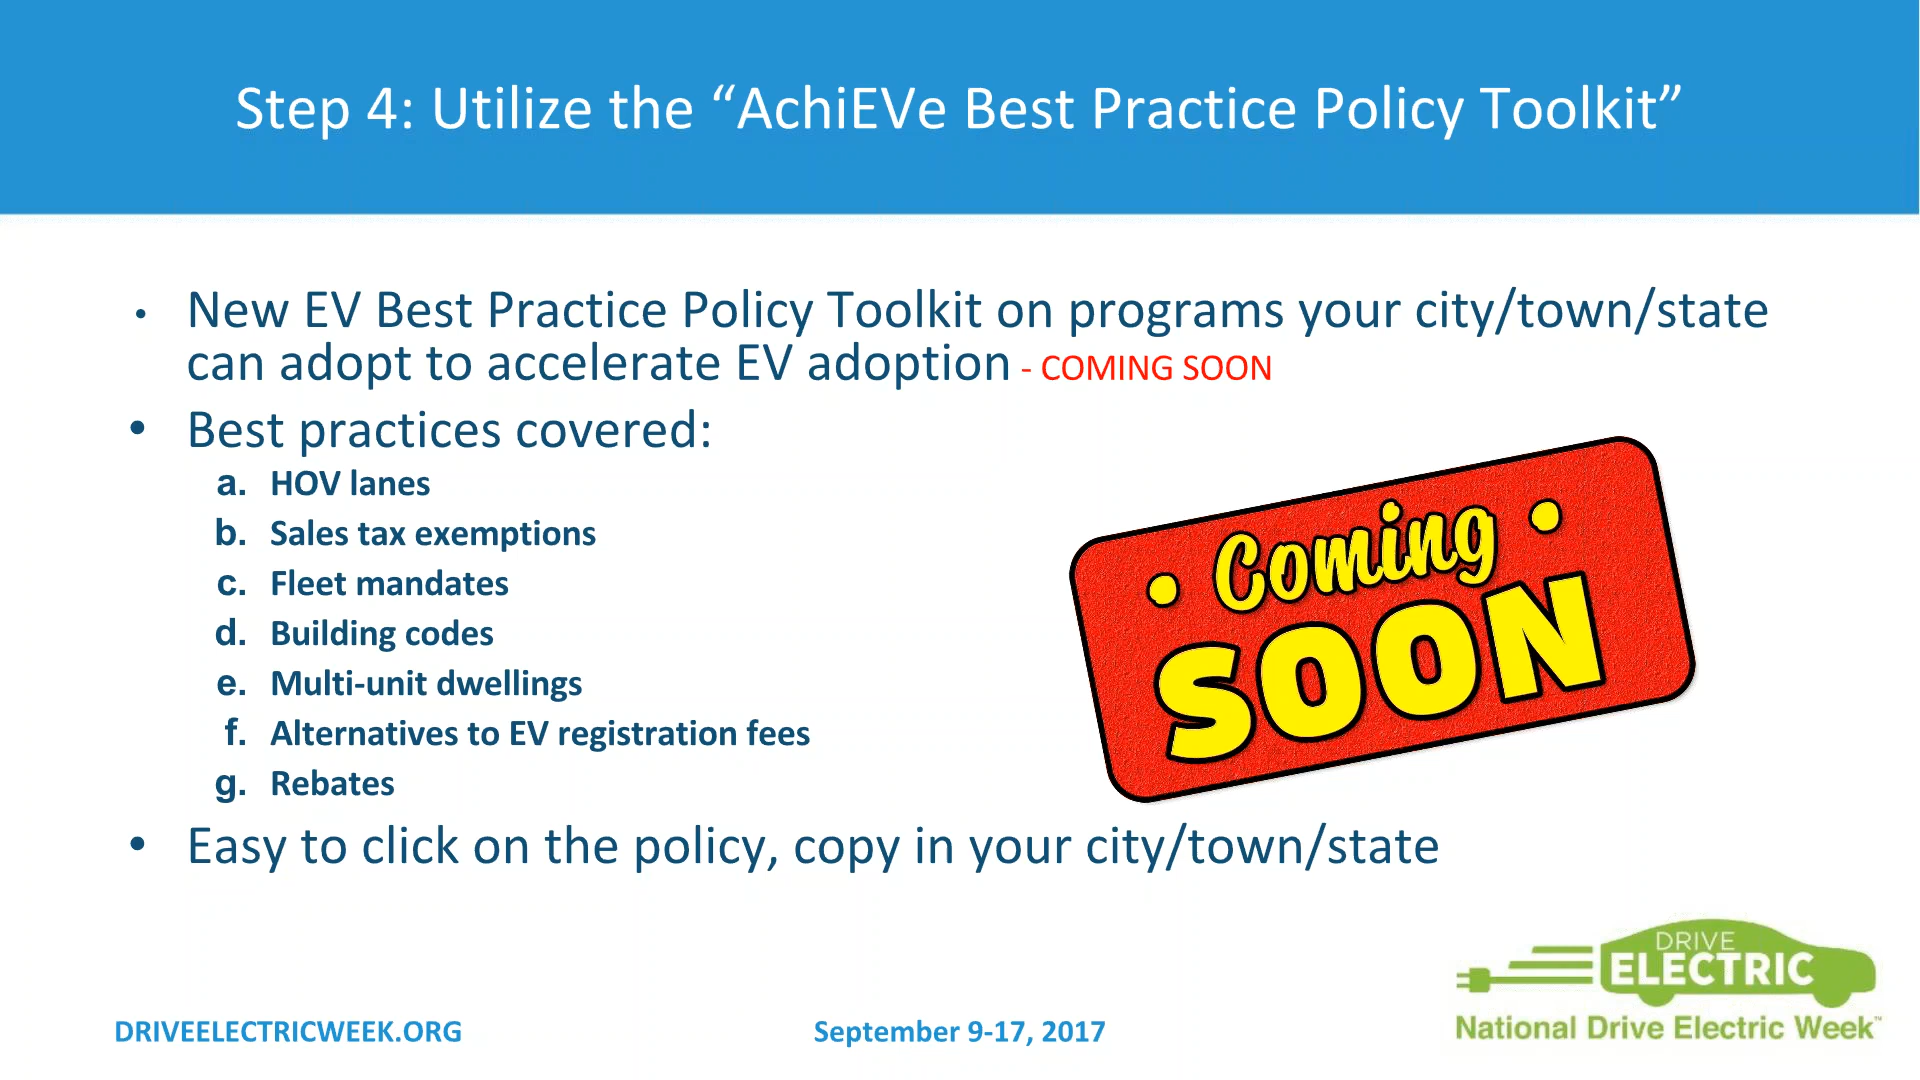 Step 4: Utilize the “AchiEVe Best Practice Policy Toolkit”
• New EV Best Practice Policy Toolkit on programs your city/town/state
can adopt to accelerate EV adoption - COMING SOON
• Best practices covered:
a. HOV lanes
b. Sales tax exemptions
c. Fleet mandates
d. Building codes
e. Multi-unit dwellings
f. Alternatives to EV registration fees
g. Rebates
• Coming •
SOON
• Easy to click on the policy, copy in your city/town/state
DRIVE
ELECTRIC
National Drive Electric Week™
DRIVEELECTRICWEEK.ORG
September 9-17, 2017